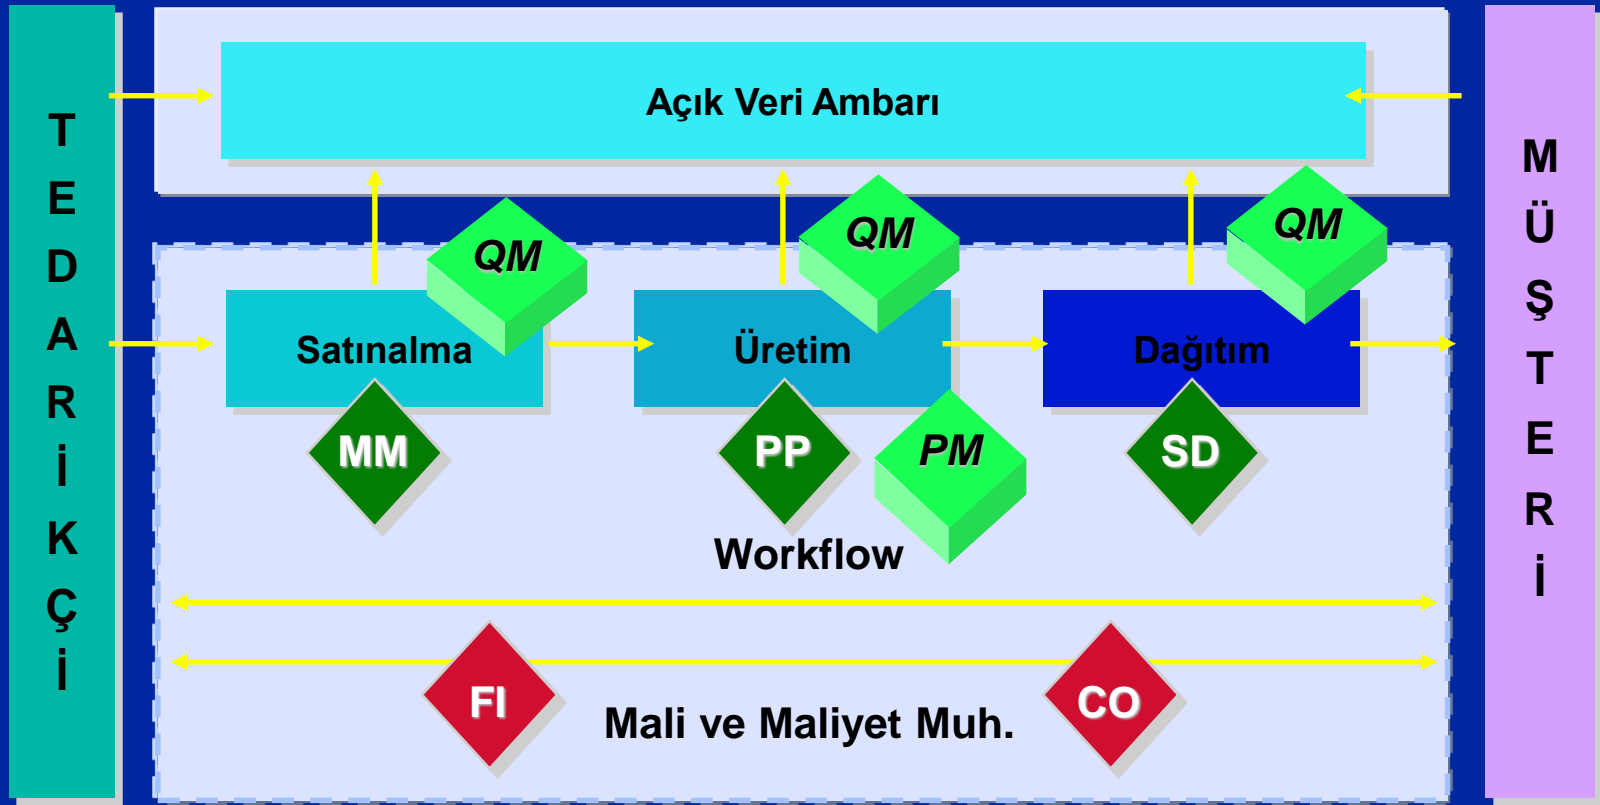 TEDARİKÇİ
Açık Veri Ambarı
MÜŞTERİ
QM
QM
QM
Satınalma
Üretim
Dağıtım
MM
PP
PM
SD
Workflow
FI
CO
Mali ve Maliyet Muh.